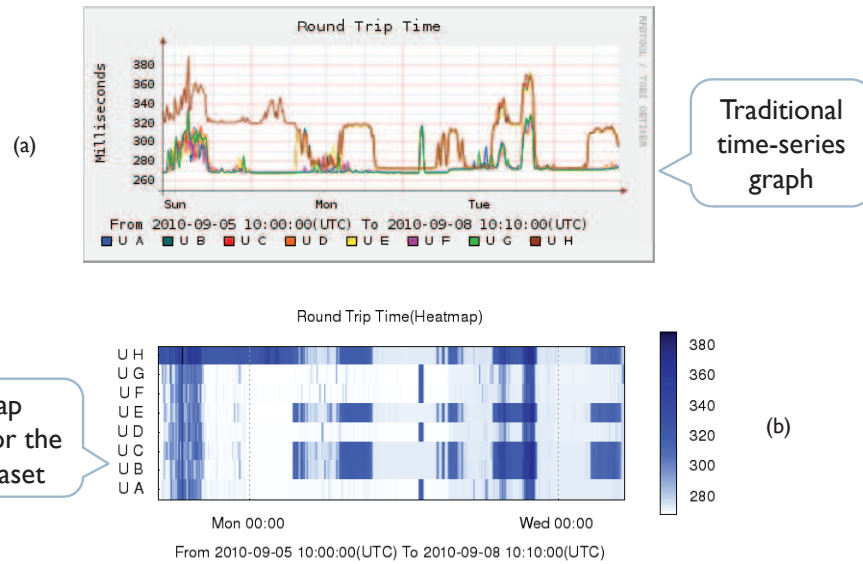 Round Trip Time
RRDTOOL / TOBI OETIKER
Milliseconds
380
360
340
320
300
280
260
Sun
Mon
Tue
From 2010-09-05 10:00:00(UTC) To 2010-09-08 10:10:00(UTC)
U A U B U C U D U E U F U G U H
(a)
Traditional
time-series
graph
Round Trip Time(Heatmap)
U H
U G
U F
U E
U D
U C
U B
U A
Mon 00:00
Wed 00:00
From 2010-09-05 10:00:00(UTC) To 2010-09-08 10:10:00(UTC)
380
360
340
320
300
280
(b)
ap
or the
aset